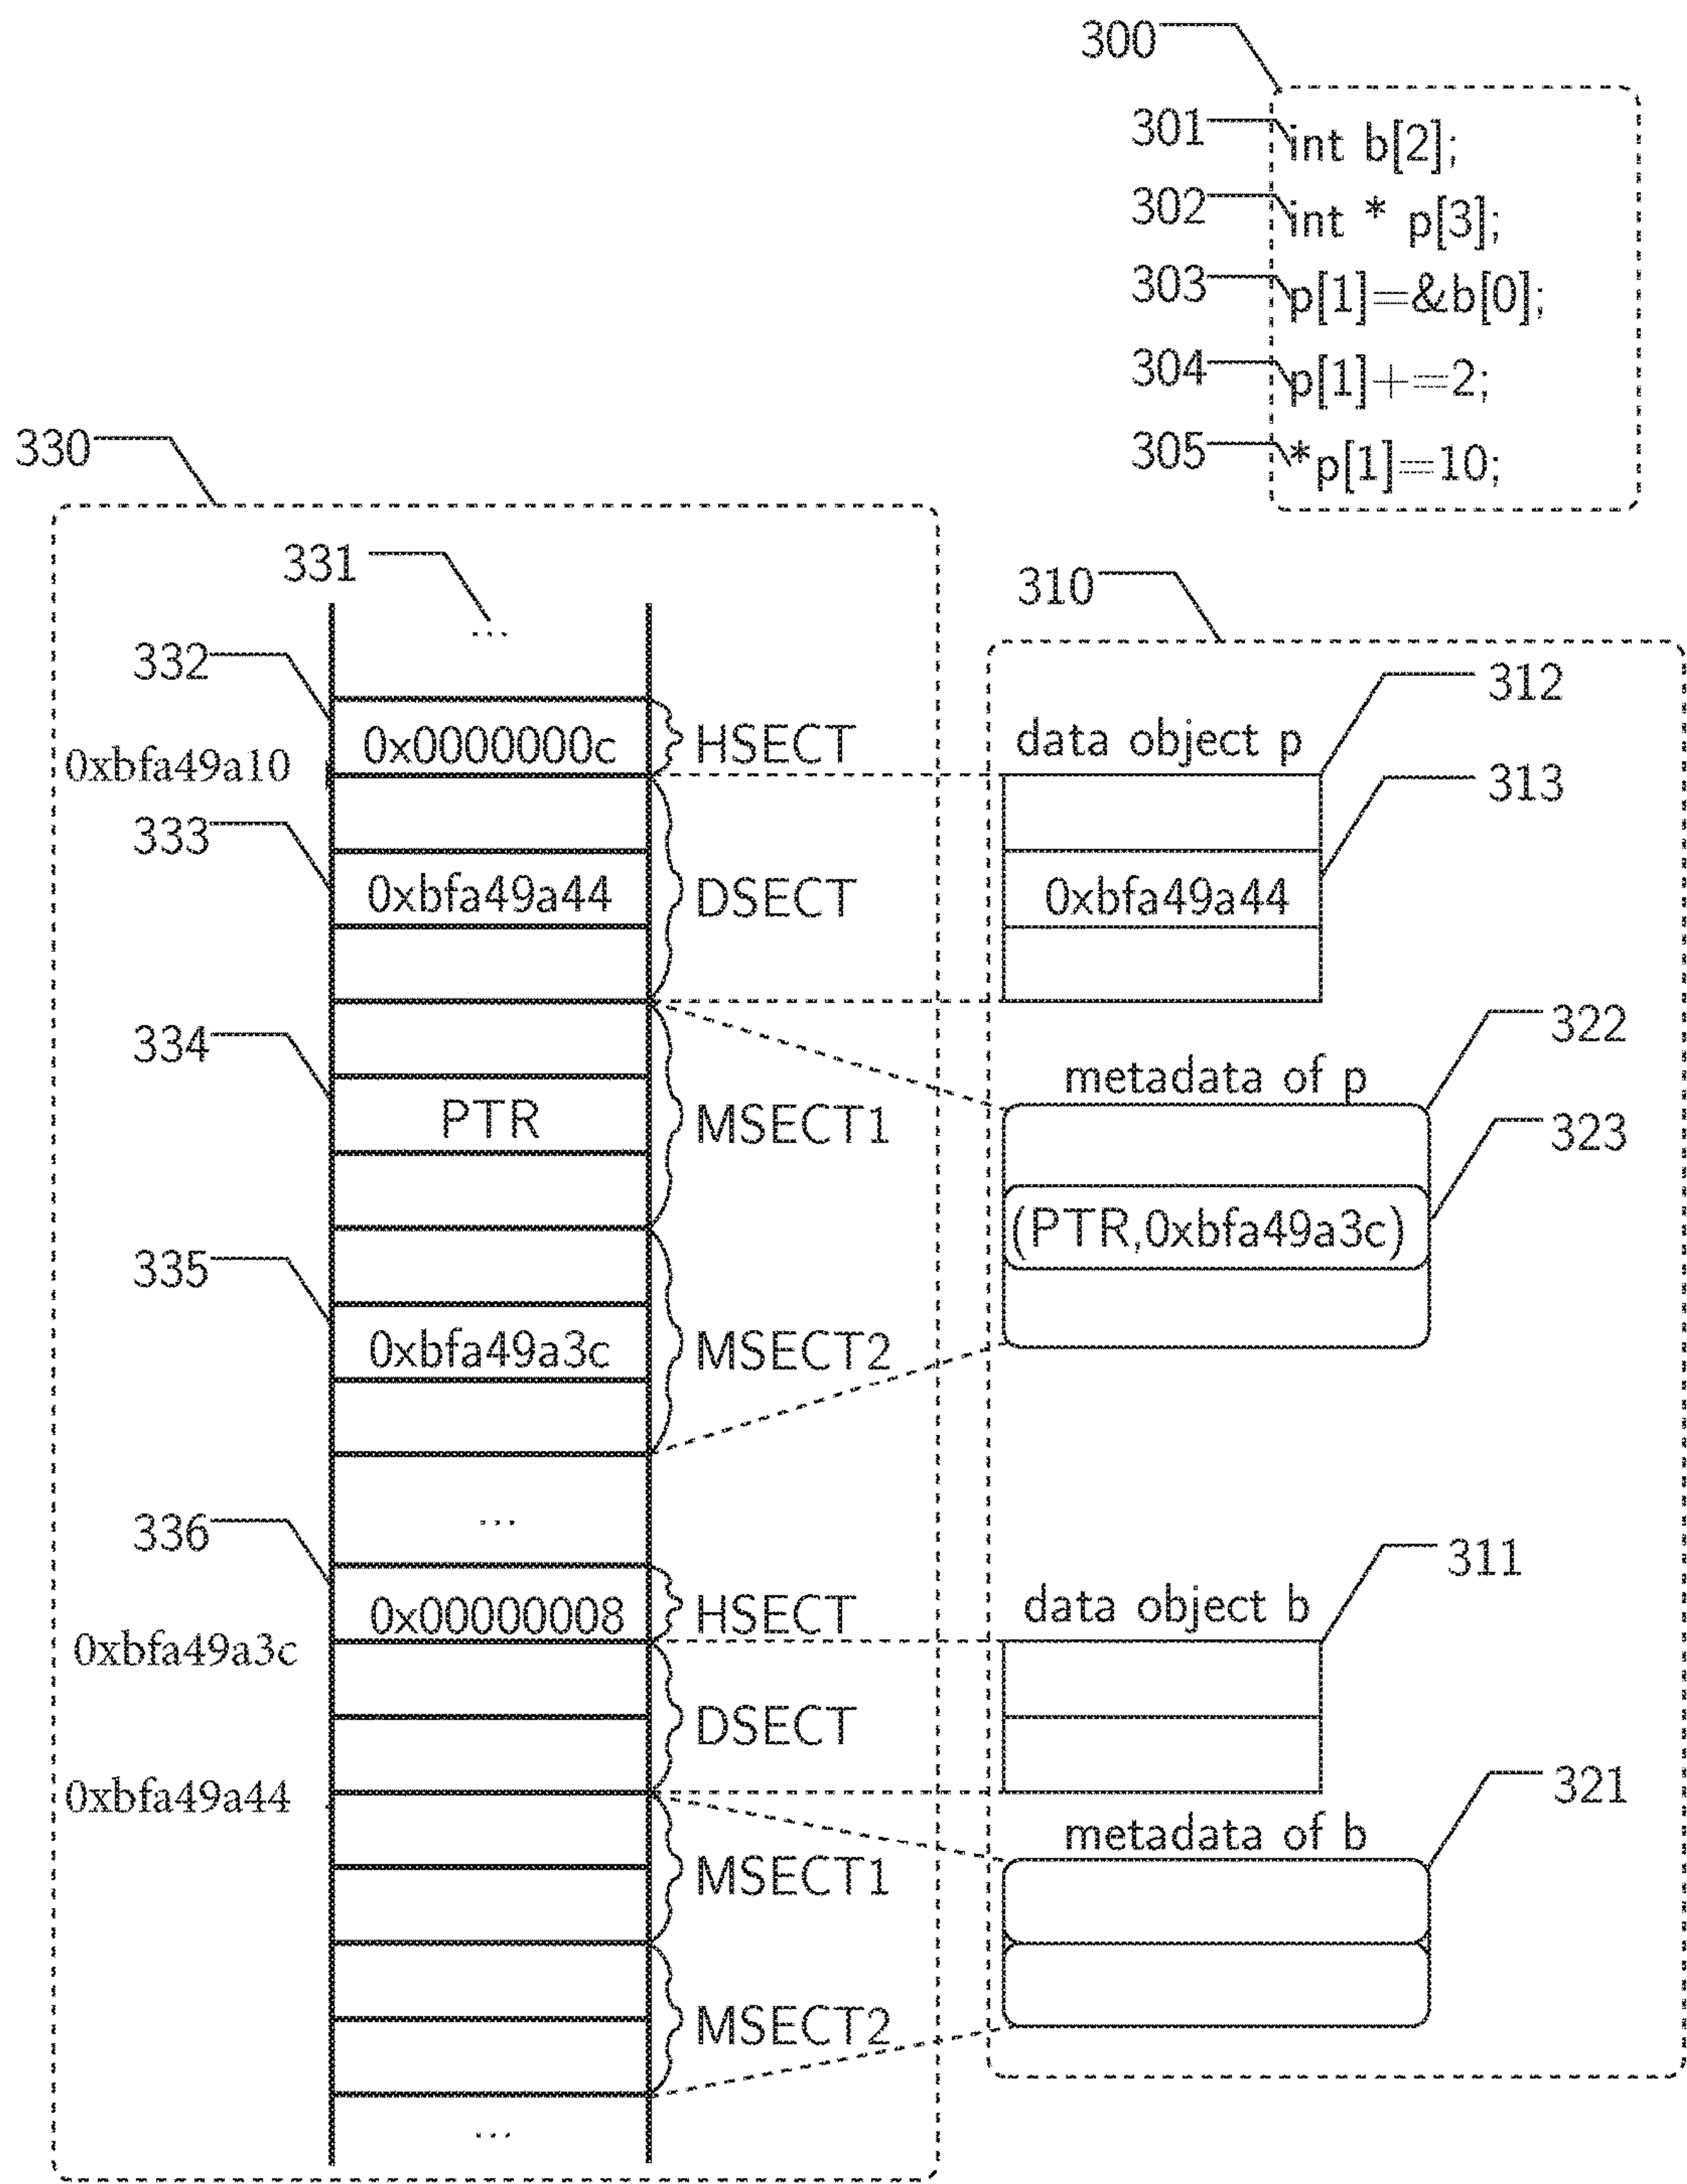 300
301 int b[2];
302 int * p[3];
303 p[1]=&b[0];
304 p[1]+=2;
305 *p[1]=10;
330
331
...
310
332
312
0x0000000c HSECT data object p
0xbfa49a10
313
333
0xbfa49a44 DSECT 0xbfa49a44
322
334
metadata of p
PTR MSECT1
323
(PTR,0xbfa49a3c)
335
0xbfa49a3c MSECT2
...
336
311
0x00000008 HSECT data object b
0xbfa49a3c
DSECT
321
0xbfa49a44
metadata of b
MSECT1
MSECT2
...